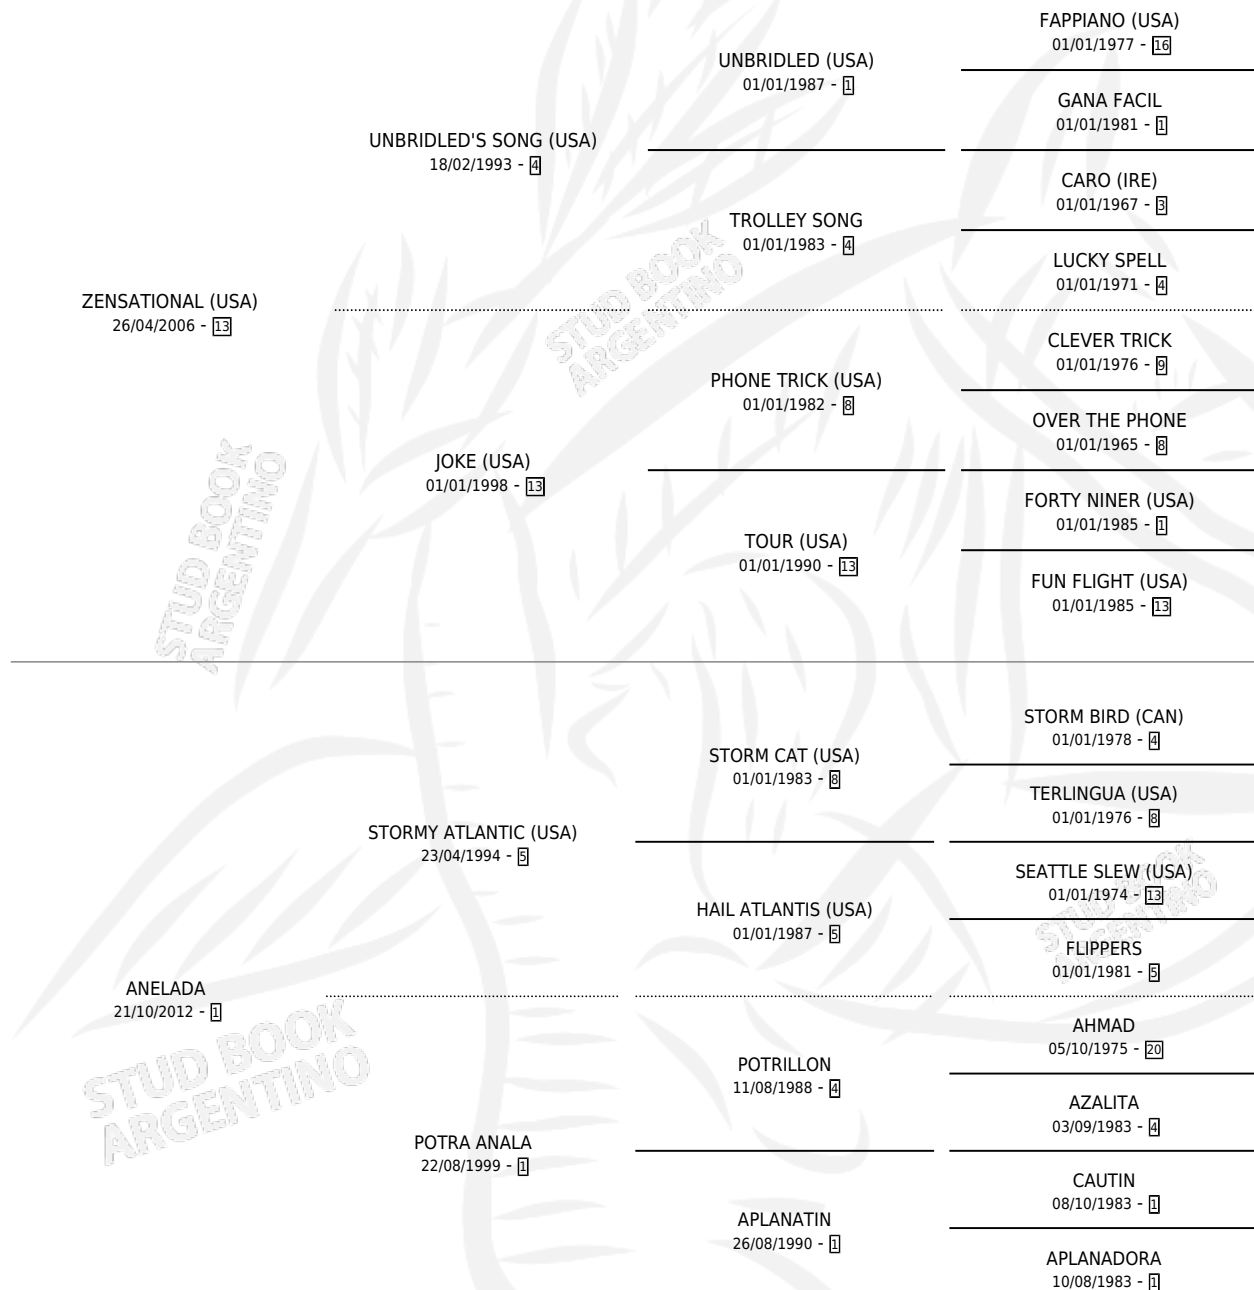 FAPPIANO (USA)
01/01/1977 - 16
UNBRIDLED (USA)
01/01/1987 - 1
GANA FACIL
01/01/1981 - 1
UNBRIDLED'S SONG (USA)
18/02/1993 - 4
CARO (IRE)
01/01/1967 - 3
TROLLEY SONG
01/01/1983 - 4
LUCKY SPELL
01/01/1971 - 4
ZENSATIONAL (USA)
26/04/2006 - 13
CLEVER TRICK
01/01/1976 - 9
PHONE TRICK (USA)
01/01/1982 - 8
OVER THE PHONE
01/01/1965 - 8
JOKE (USA)
01/01/1998 - 13
FORTY NINER (USA)
01/01/1985 - 1
TOUR (USA)
01/01/1990 - 13
FUN FLIGHT (USA)
01/01/1985 - 13
STORM BIRD (CAN)
01/01/1978 - 4
STORM CAT (USA)
01/01/1983 - 8
TERLINGUA (USA)
01/01/1976 - 8
STORMY ATLANTIC (USA)
23/04/1994 - 5
SEATTLE SLEW (USA)
01/01/1974 - 13
HAIL ATLANTIS (USA)
01/01/1987 - 5
FLIPPERS
01/01/1981 - 5
ANELADA
21/10/2012 - 1
AHMAD
05/10/1975 - 20
POTRILLON
11/08/1988 - 4
AZALITA
03/09/1983 - 4
POTRA ANALA
22/08/1999 - 1
CAUTIN
08/10/1983 - 1
APLANATIN
26/08/1990 - 1
APLANADORA
10/08/1983 - 1
STUD BOOK
ARGENTINO
STUD BOOK
ARGENTINO
STUD BOOK
ARGENTINO
STUD BOOK
ARGENTINO